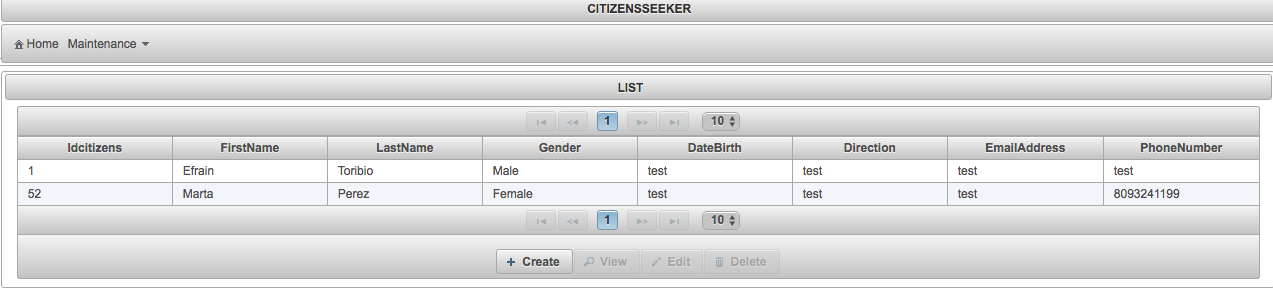 CITIZENSSEEKER
Home Maintenance
LIST
1 10
Idcitizens FirstName LastName Gender DateBirth Direction EmailAddress PhoneNumber
1 Efrain Toribio Male test test test test
52 Marta Perez Female test test test 8093241199
1 10
+ Create View Edit Delete